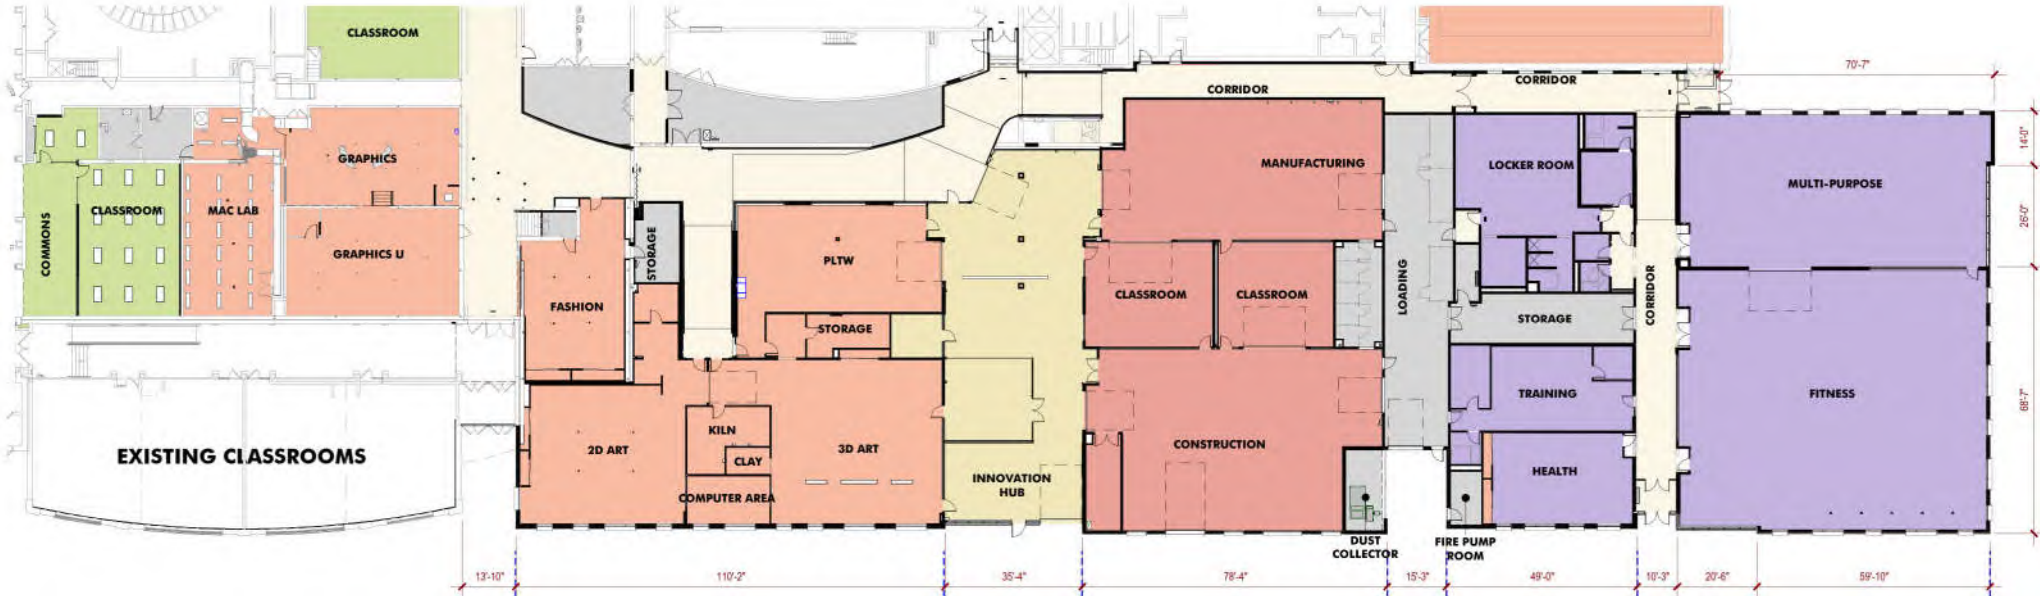 CLASSROOM
70'-7"
CORRIDOR
CORRIDOR
14'-0"
GRAPHICS
MANUFACTURING
LOCKER ROOM
MULTI-PURPOSE
COMMONS
CLASSROOM
MAC LAB
26'-0"
GRAPHICS U
STORAGE
PLTW
LOADING
CORRIDOR
FASHION
CLASSROOM
CLASSROOM
STORAGE
STORAGE
TRAINING
FITNESS
68'-7"
EXISTING CLASSROOMS
2D ART
KILN
CLAY
3D ART
CONSTRUCTION
HEALTH
COMPUTER AREA
INNOVATION
HUB
DUST
COLLECTOR
FIRE PUMP
ROOM
13'-10"
110'-2"
35'-4"
78'-4"
15'-3"
49'-0"
10'-3"
20'-6"
59'-10"